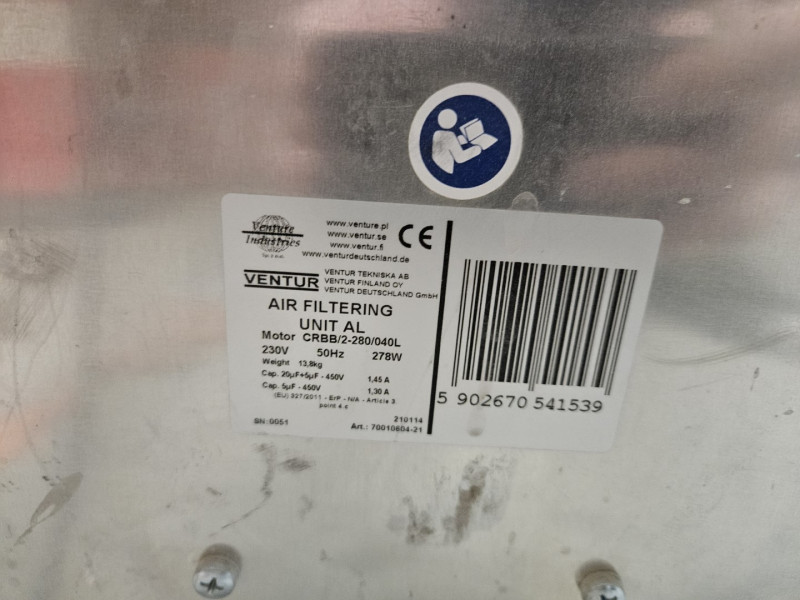 Venture
Industries
Sp. z o.o.
www.venture.pl
www.ventur.se
www.ventur.fi
www.venturdeutschland.de
CE
VENTUR
VENTUR TEKNISKA AB
VENTUR FINLAND OY
VENTUR DEUTSCHLAND GmbH
AIR FILTERING
UNIT AL
Motor CRBB/2-280/040L
230V 50Hz 278W
Weight 13,8kg
Cap. 20µF+5µF - 450V 1,45 A
Cap. 5µF - 450V 1,30 A
(EU) 327/2011 - ErP - N/A - Article 3
point 4.c
210114
SN:0051 Art.: 70010604-21
5 902670 541539